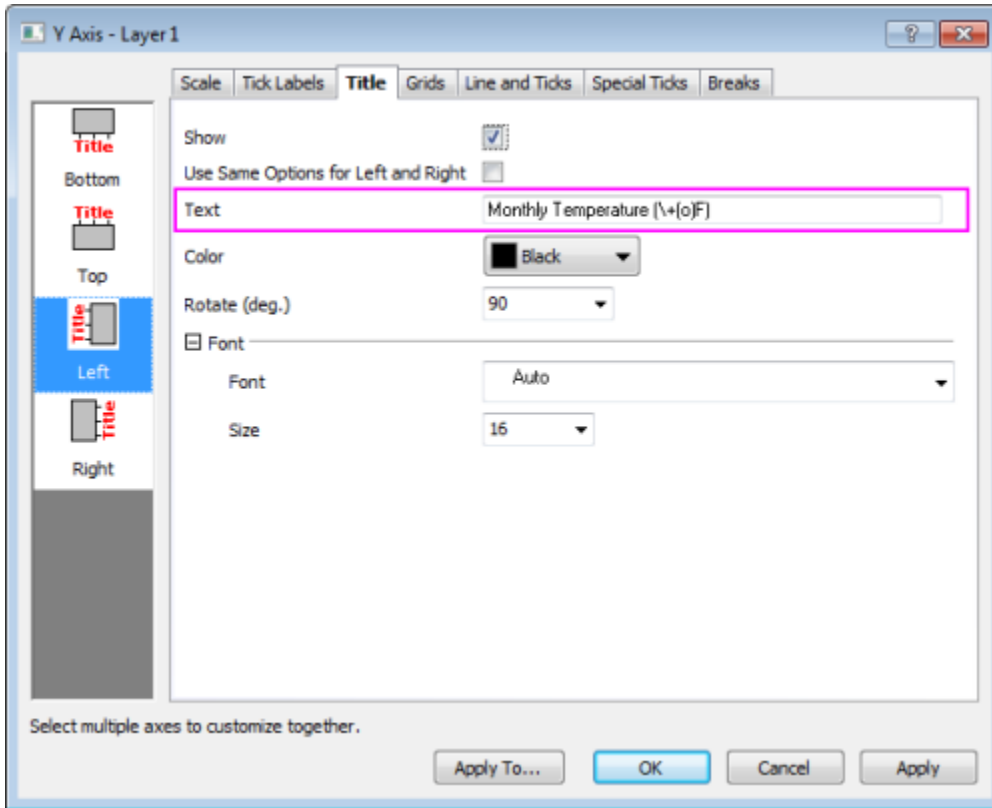 Y Axis - Layer1
Scale Tick Labels Title Grids Line and Ticks Special Ticks Breaks
Title
Bottom
Title
Top
Title
Left
Title
Right
Show
Use Same Options for Left and Right
Text Monthly Temperature (\+(o)F)
Color Black
Rotate (deg.) 90
Font
Font Auto
Size 16
Select multiple axes to customize together.
Apply To... OK Cancel Apply